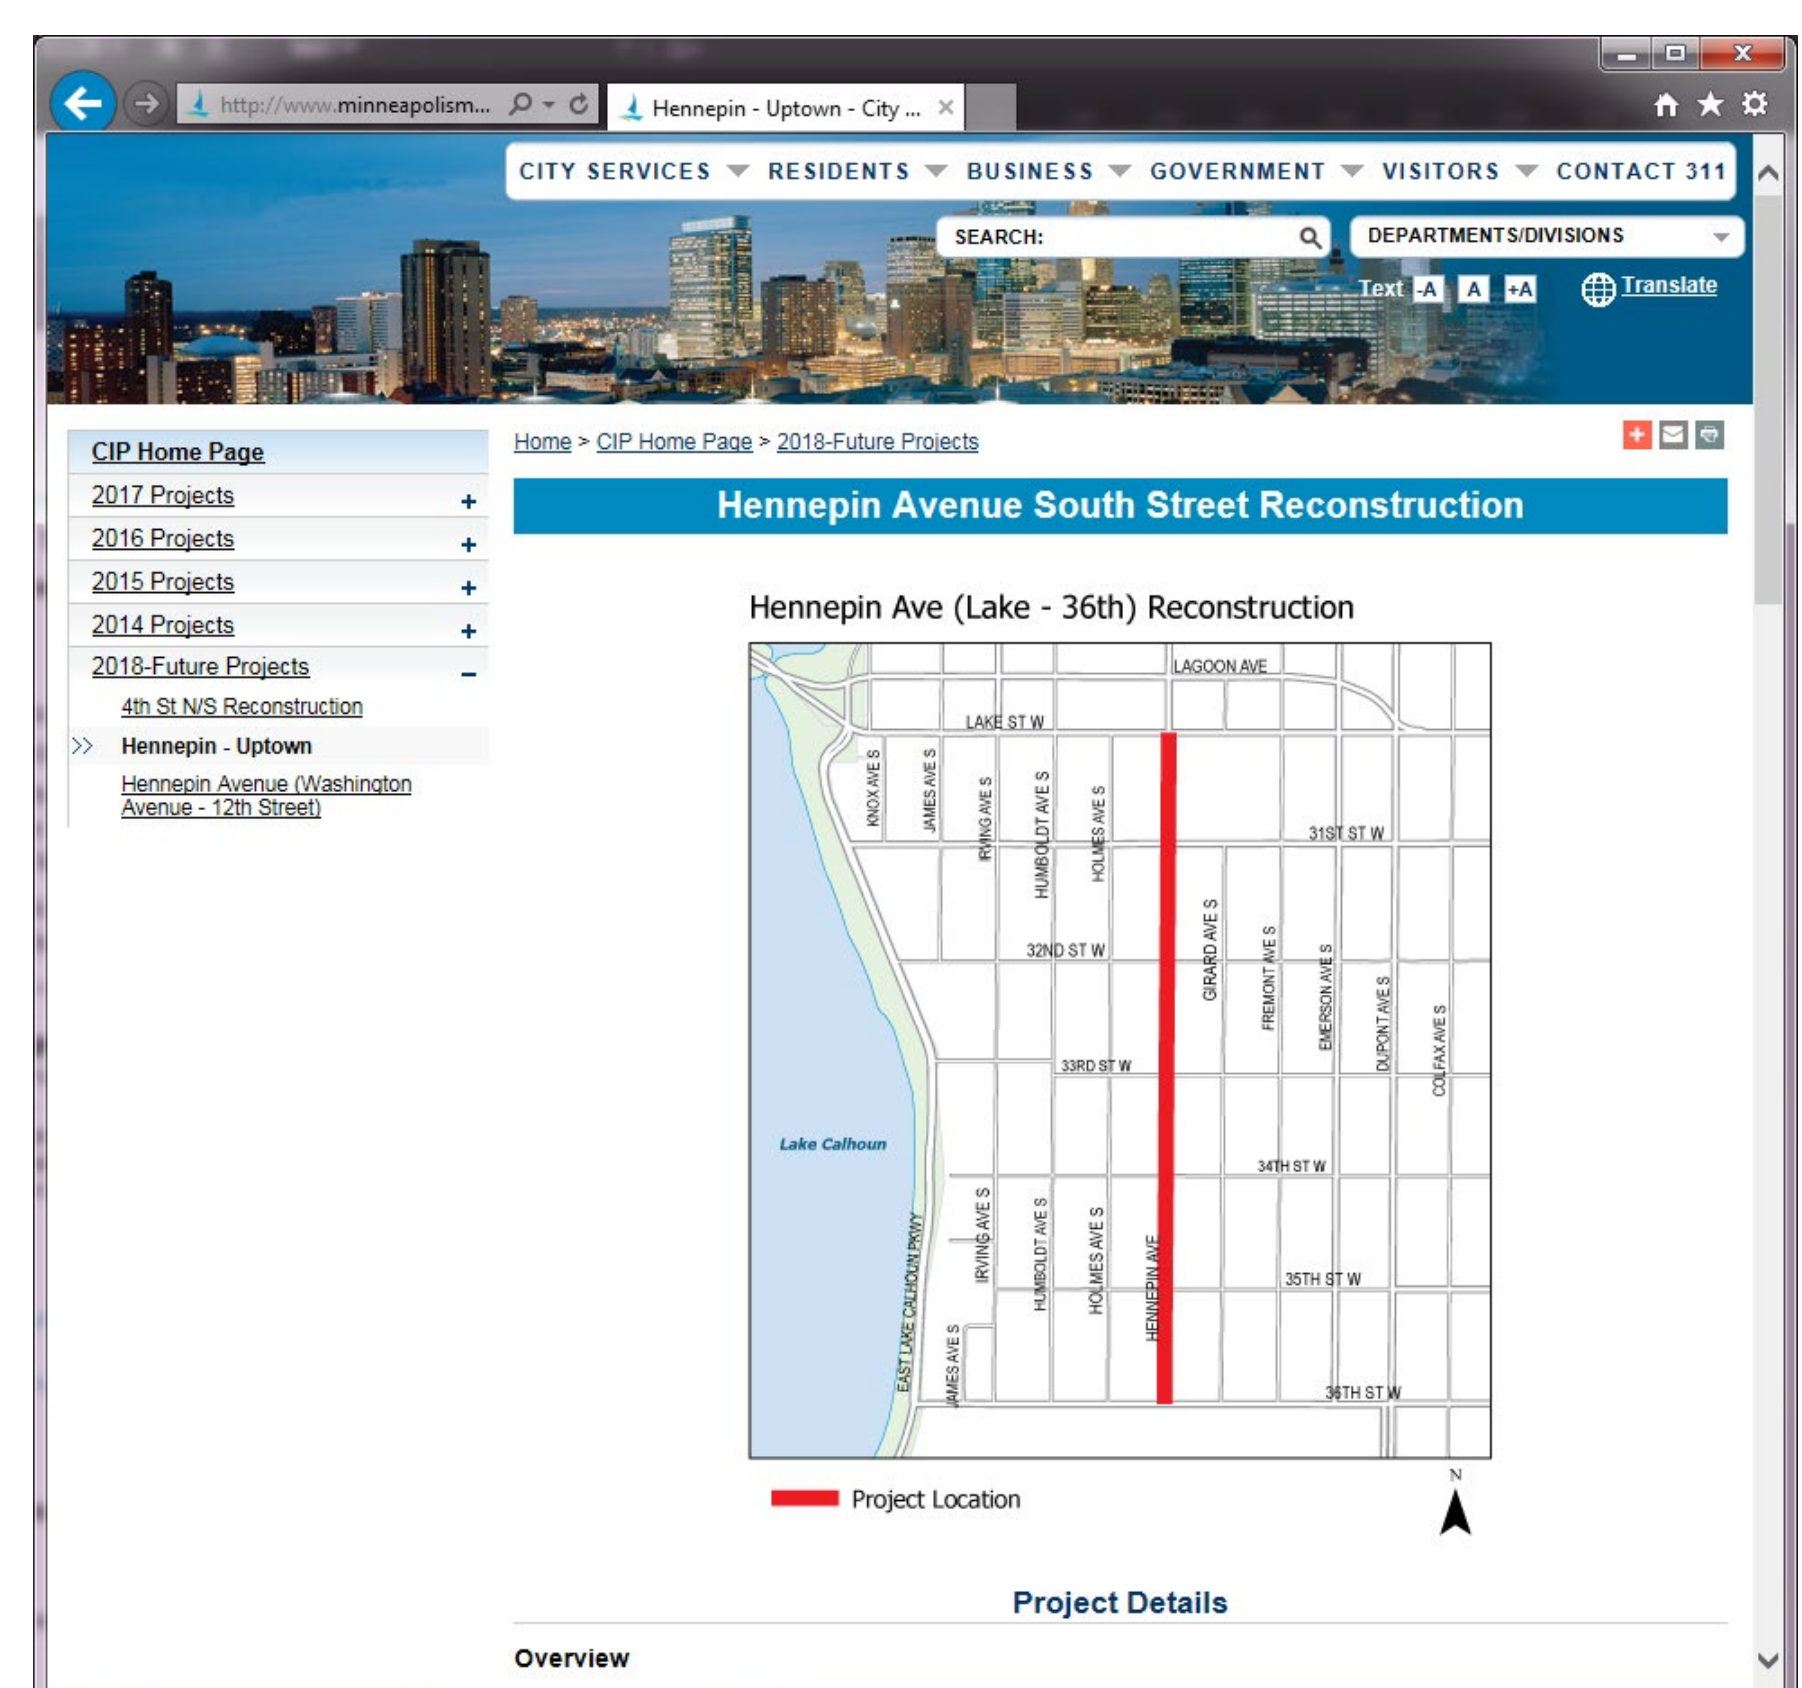 http://www.minneapolism...
Hennepin - Uptown - City ...
CITY SERVICES RESIDENTS BUSINESS GOVERNMENT VISITORS CONTACT 311
SEARCH:
DEPARTMENTS/DIVISIONS
Text -A A +A
Translate
CIP Home Page
2017 Projects +
2016 Projects +
2015 Projects +
2014 Projects +
2018-Future Projects –
4th St N/S Reconstruction
>> Hennepin - Uptown
Hennepin Avenue (Washington
Avenue - 12th Street)
Home > CIP Home Page > 2018-Future Projects
Hennepin Avenue South Street Reconstruction
Hennepin Ave (Lake - 36th) Reconstruction
LAGOON AVE
LAKE ST W
KNOX AVE S
JAMES AVE S
IRVING AVE S
HUMBOLDT AVE S
HOLMES AVE S
31ST ST W
32ND ST W
GIRARD AVE S
FREMONT AVE S
EMERSON AVE S
DUPONT AVE S
COLFAX AVE S
33RD ST W
Lake Calhoun
34TH ST W
EAST LAKE CALHOUN PKWY
JAMES AVE S
IRVING AVE S
HUMBOLDT AVE S
HOLMES AVE S
HENNEPIN AVE
35TH ST W
36TH ST W
Project Location
N
Project Details
Overview